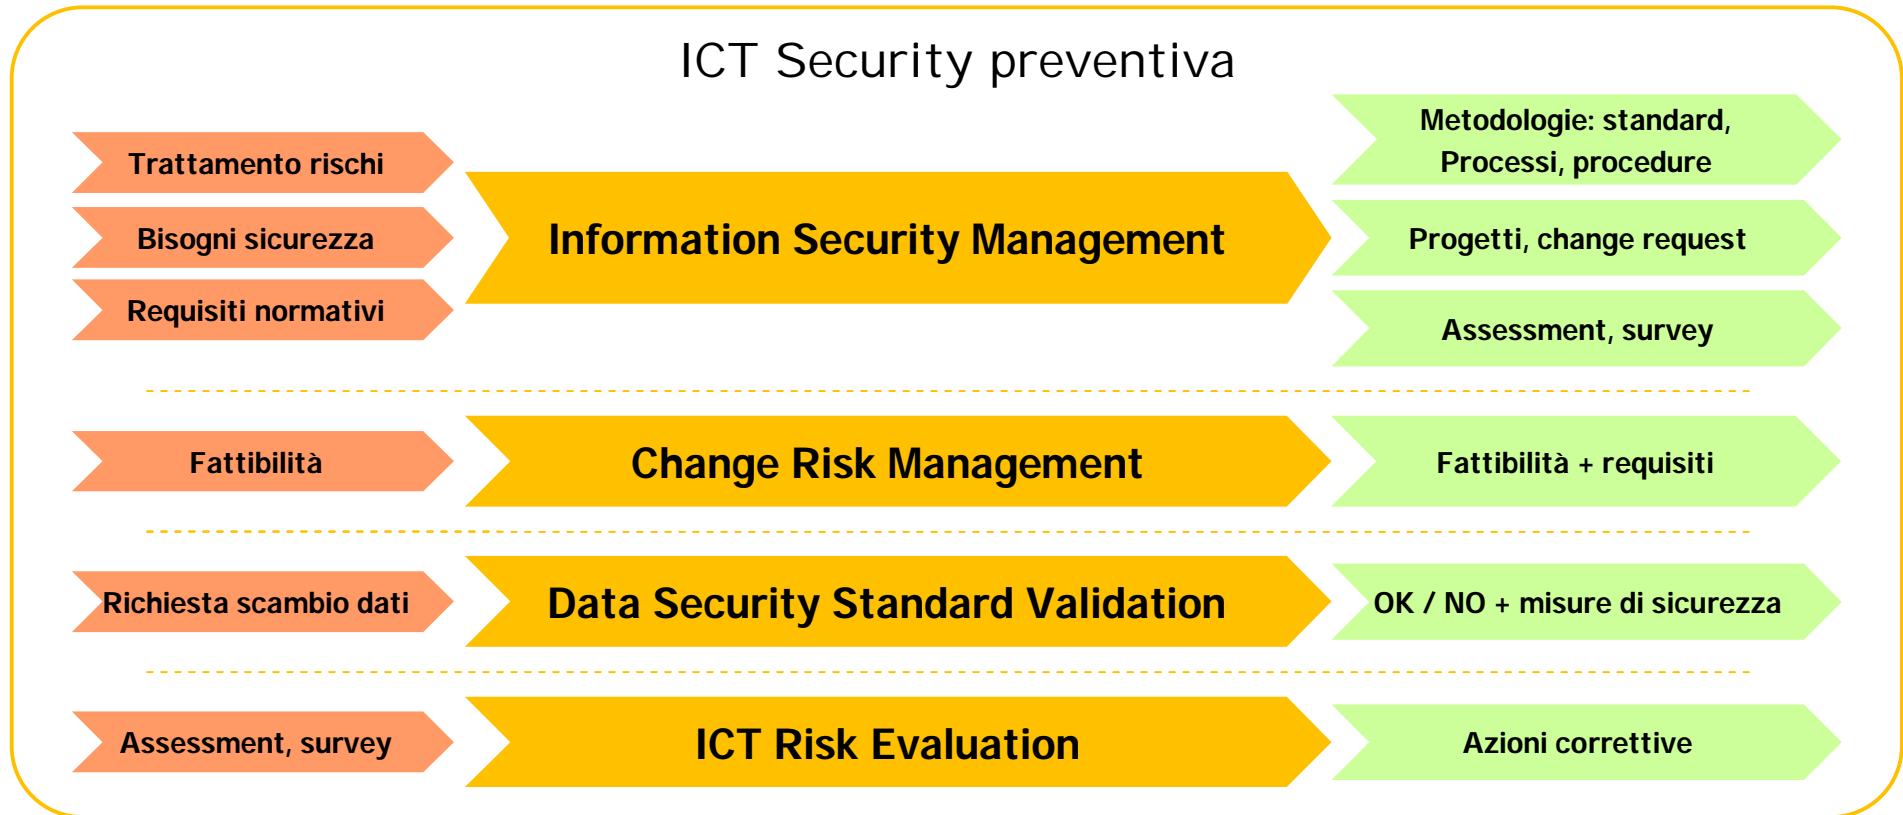 ICT Security preventiva
Trattamento rischi
Bisogni sicurezza
Requisiti normativi
Information Security Management
Metodologie: standard,
Processi, procedure
Progetti, change request
Assessment, survey
Fattibilità
Change Risk Management
Fattibilità + requisiti
Richiesta scambio dati
Data Security Standard Validation
OK / NO + misure di sicurezza
Assessment, survey
ICT Risk Evaluation
Azioni correttive